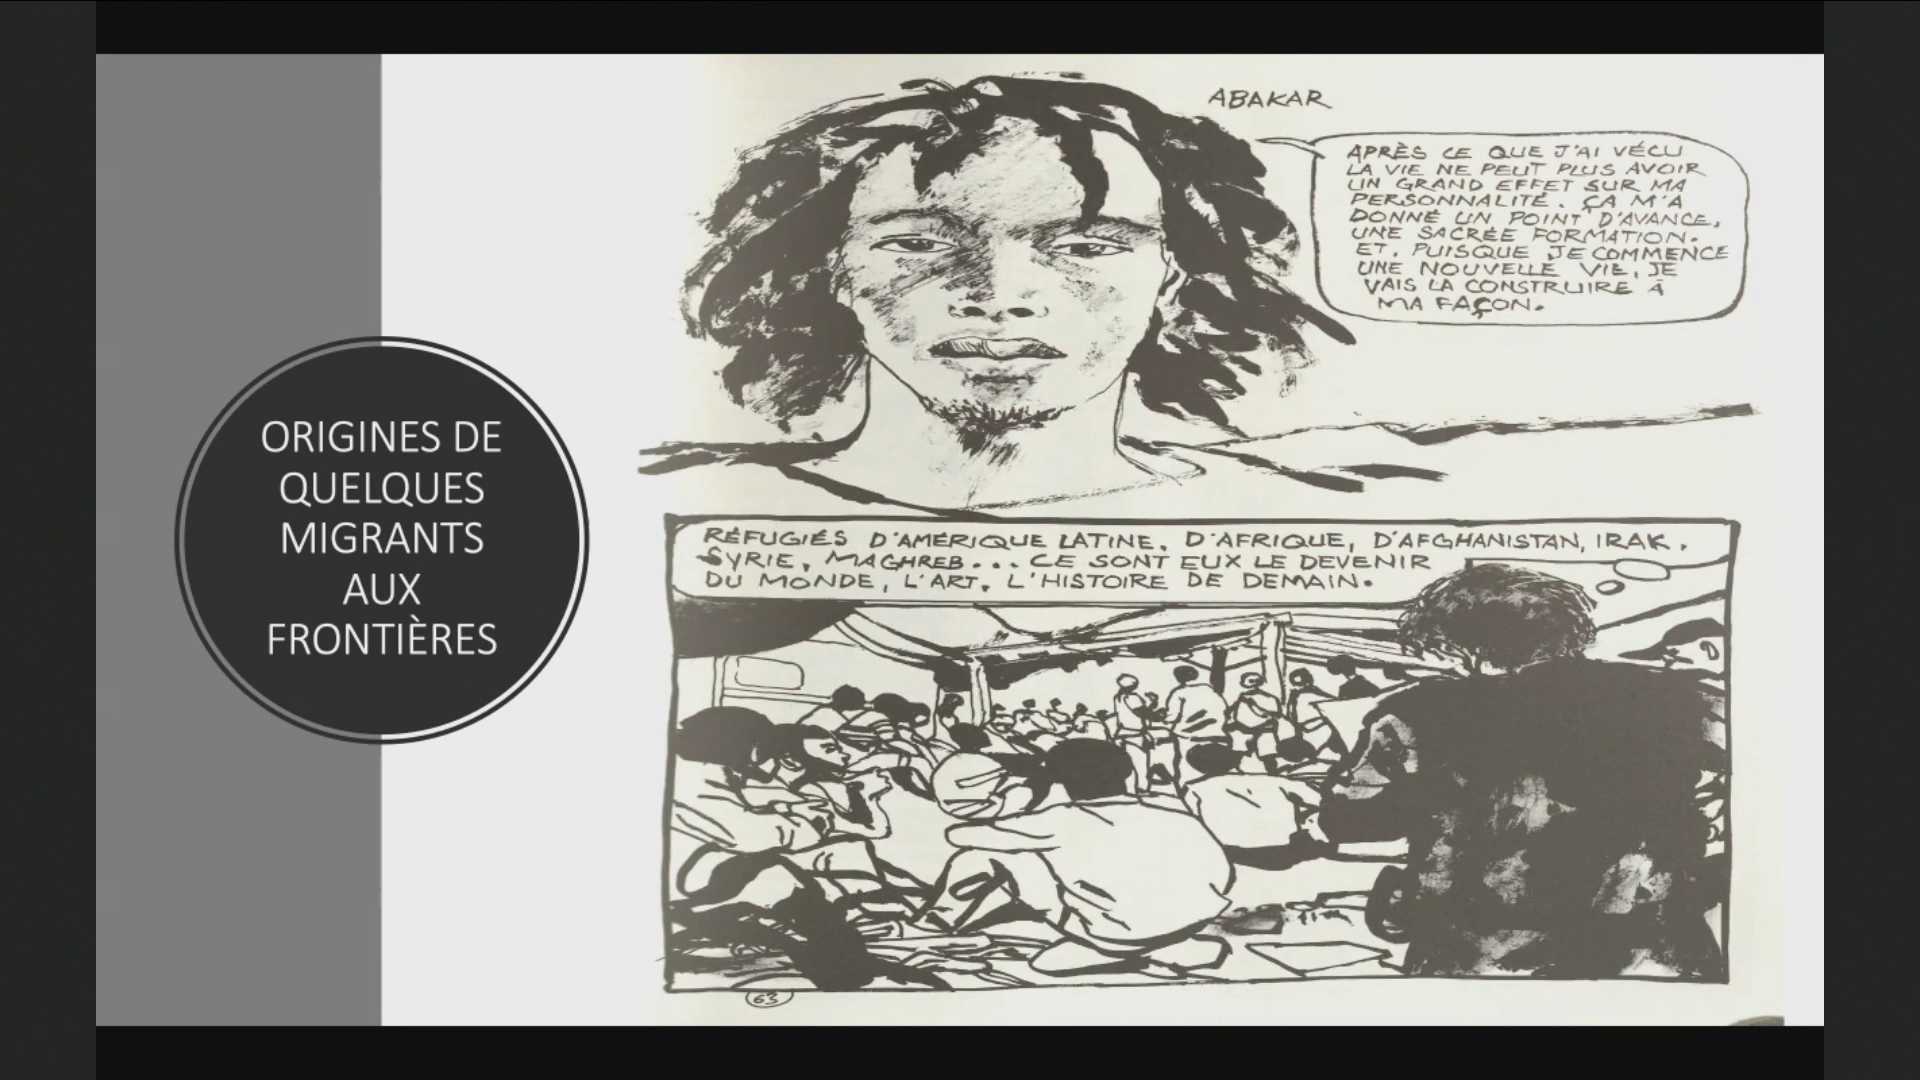 ORIGINES DE
QUELQUES
MIGRANTS
AUX
FRONTIÈRES
ABAKAR
APRÈS CE QUE J'AI VÉCU
LA VIE NE PEUT PLUS AVOIR
UN GRAND EFFET SUR MA
PERSONNALITÉ. ÇA M'A
DONNÉ UN POINT D'AVANCE,
UNE SACRÉE FORMATION.
ET, PUISQUE JE COMMENCE
UNE NOUVELLE VIE, JE
VAIS LA CONSTRUIRE À
MA FAÇON.
RÉFUGIÉS D'AMÉRIQUE LATINE, D'AFRIQUE, D'AFGHANISTAN, IRAK,
SYRIE, MAGHREB... CE SONT EUX LE DEVENIR
DU MONDE, L'ART, L'HISTOIRE DE DEMAIN.
63